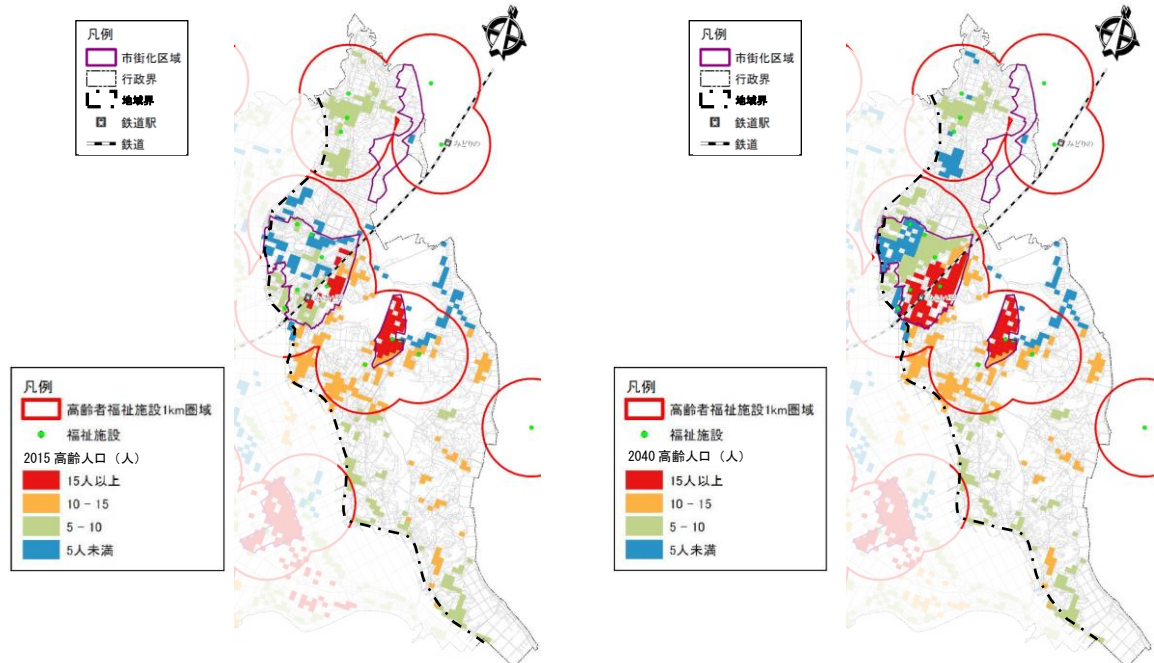 凡例
市街化区域
行政界
地域界
鉄道駅
鉄道
みどりの
凡例
高齢者福祉施設1km圏域
福祉施設
2015 高齢人口（人）
15人以上
10 - 15
5 - 10
5人未満
凡例
市街化区域
行政界
地域界
鉄道駅
鉄道
みどりの
凡例
高齢者福祉施設1km圏域
福祉施設
2040 高齢人口（人）
15人以上
10 - 15
5 - 10
5人未満